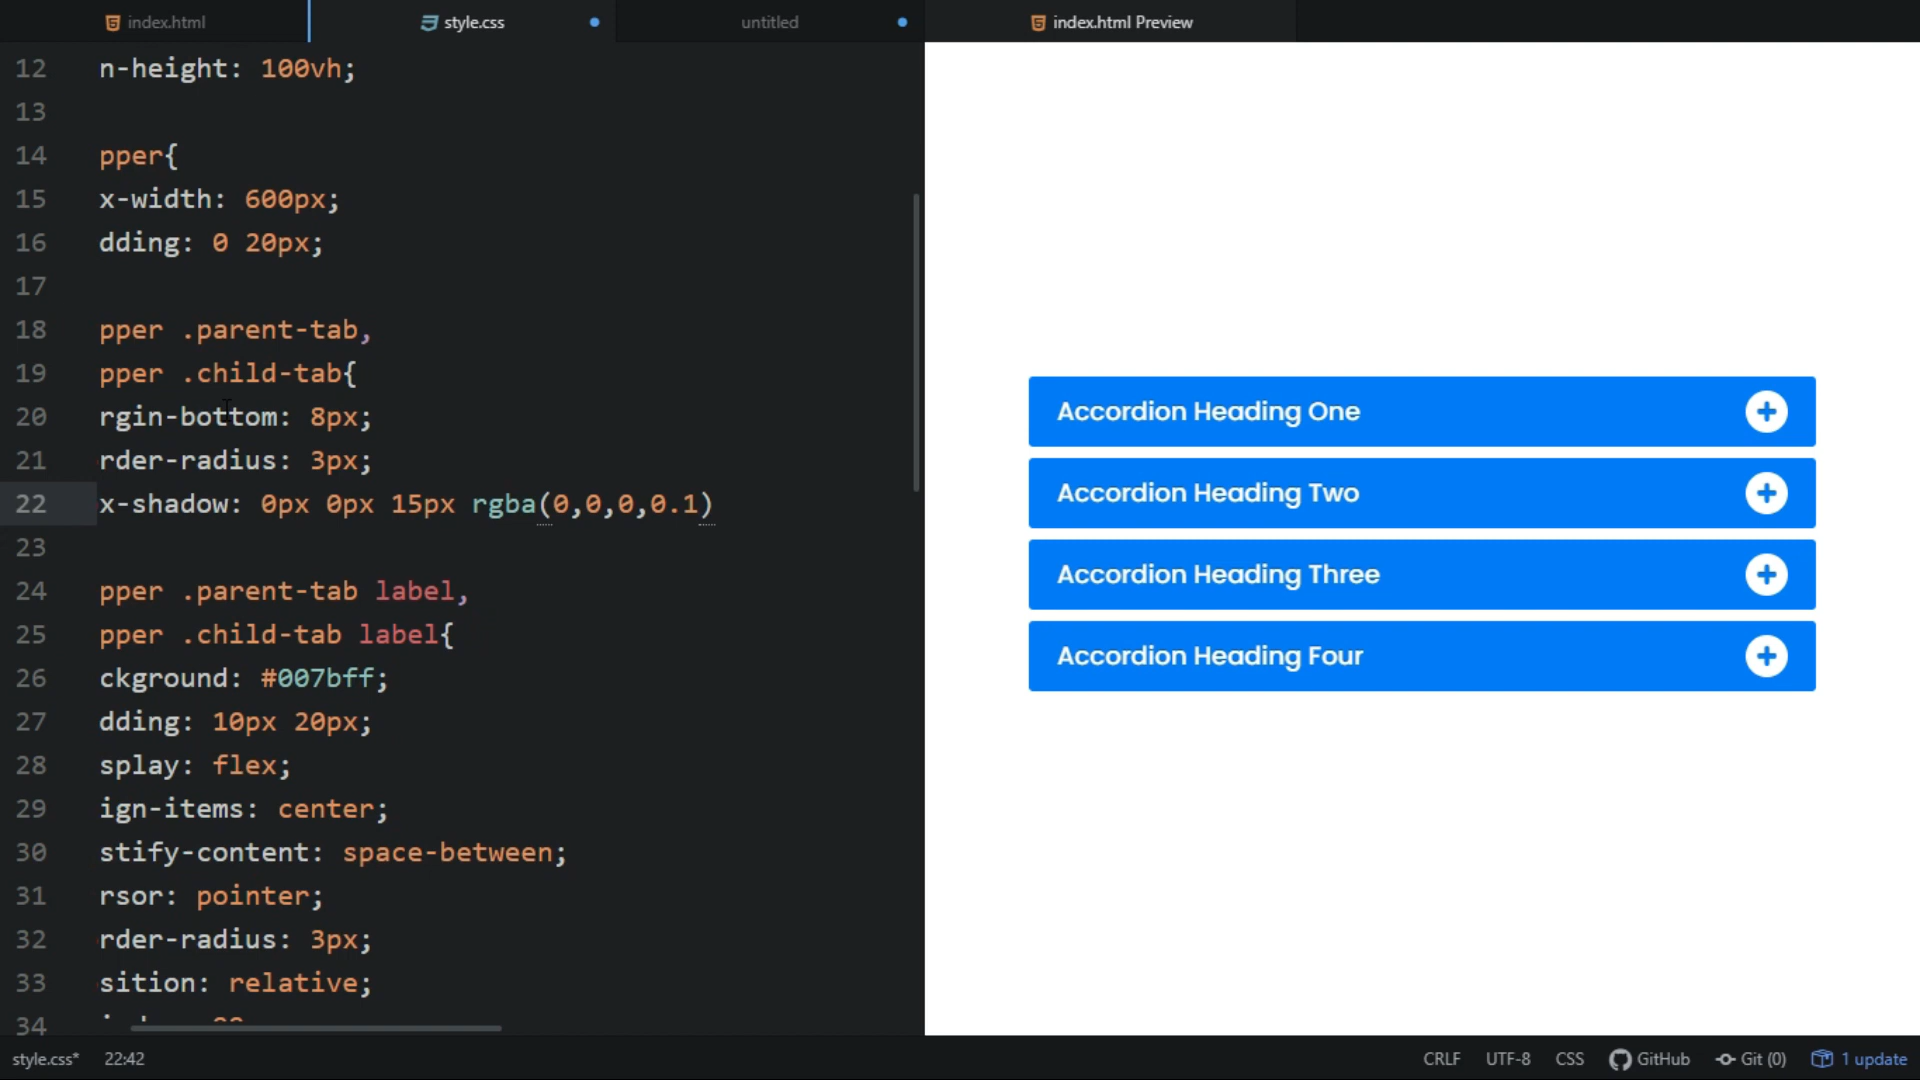 index.html
style.css
untitled
index.html Preview
12 n-height: 100vh;
13
14 pper{
15 x-width: 600px;
16 dding: 0 20px;
17
18 pper .parent-tab,
19 pper .child-tab{
20 rgin-bottom: 8px;
21 rder-radius: 3px;
22 x-shadow: 0px 0px 15px rgba(0,0,0,0.1)
23
24 pper .parent-tab label,
25 pper .child-tab label{
26 ckground: #007bff;
27 dding: 10px 20px;
28 splay: flex;
29 ign-items: center;
30 stify-content: space-between;
31 rsor: pointer;
32 rder-radius: 3px;
33 sition: relative;
34
Accordion Heading One
Accordion Heading Two
Accordion Heading Three
Accordion Heading Four
style.css* 22:42
CRLF UTF-8 CSS GitHub Git (0) 1 update